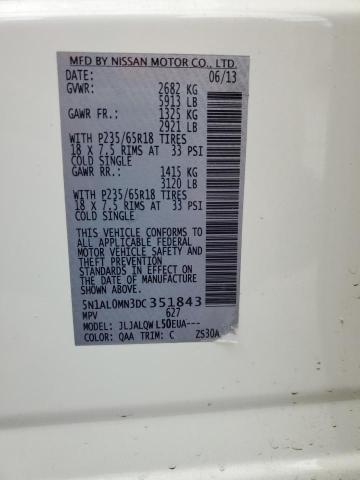 MFD BY NISSAN MOTOR CO., LTD.
DATE: 06/13
GVWR: 2682 KG
5913 LB
GAWR FR.: 1325 KG
2921 LB
WITH P235/65R18 TIRES
18 X 7.5 RIMS AT 33 PSI
COLD SINGLE
GAWR RR.: 1415 KG
3120 LB
WITH P235/65R18 TIRES
18 X 7.5 RIMS AT 33 PSI
COLD SINGLE
THIS VEHICLE CONFORMS TO
ALL APPLICABLE FEDERAL
MOTOR VEHICLE SAFETY AND
THEFT PREVENTION
STANDARDS IN EFFECT ON
THE DATE OF MANUFACTURE
SHOWN ABOVE.
5N1AL0MN3DC351843
MPV 627
MODEL: JLJALQWL50EUA---
COLOR: QAA TRIM: C ZS30A